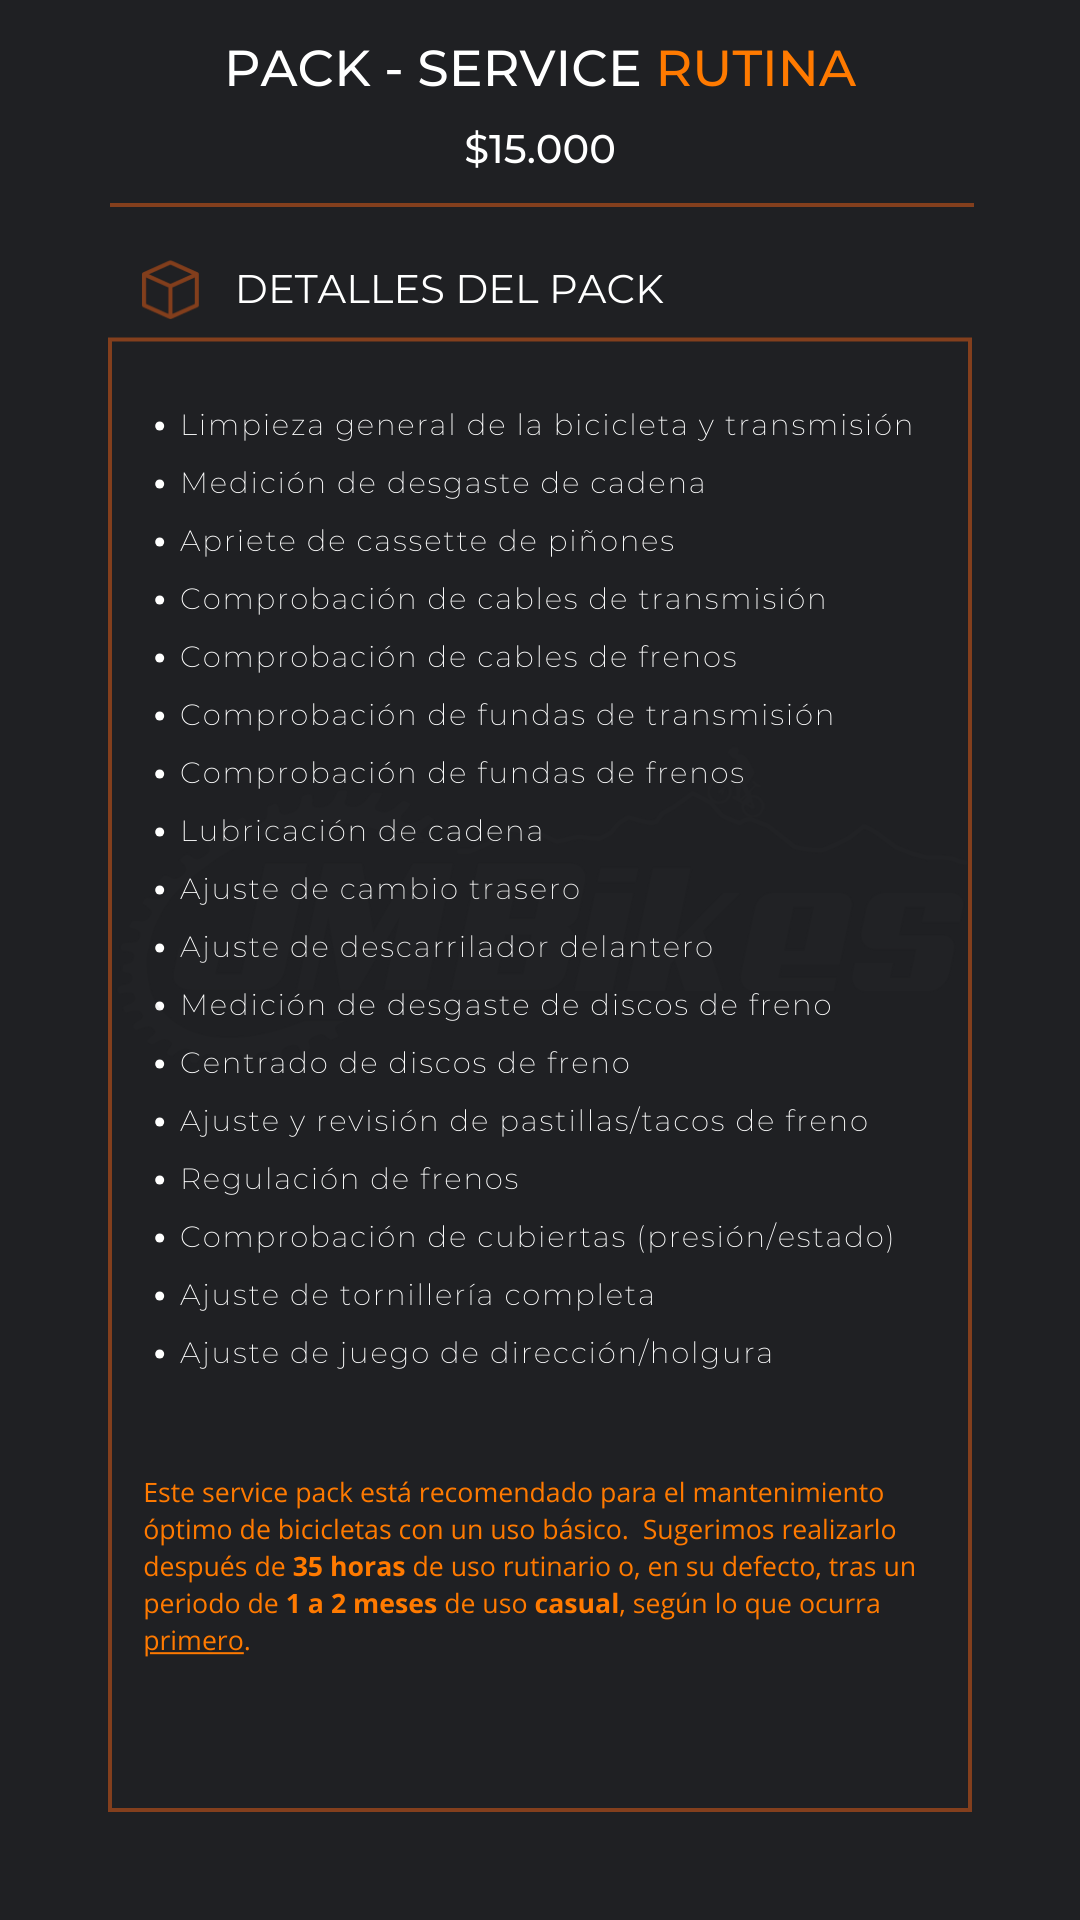 PACK - SERVICE RUTINA
$15.000
DETALLES DEL PACK
• Limpieza general de la bicicleta y transmisión
• Medición de desgaste de cadena
• Apriete de cassette de piñones
• Comprobación de cables de transmisión
• Comprobación de cables de frenos
• Comprobación de fundas de transmisión
• Comprobación de fundas de frenos
• Lubricación de cadena
• Ajuste de cambio trasero
• Ajuste de descarrilador delantero
• Medición de desgaste de discos de freno
• Centrado de discos de freno
• Ajuste y revisión de pastillas/tacos de freno
• Regulación de frenos
• Comprobación de cubiertas (presión/estado)
• Ajuste de tornillería completa
• Ajuste de juego de dirección/holgura
Este service pack está recomendado para el mantenimiento
óptimo de bicicletas con un uso básico.  Sugerimos realizarlo
después de 35 horas de uso rutinario o, en su defecto, tras un
periodo de 1 a 2 meses de uso casual, según lo que ocurra
primero.